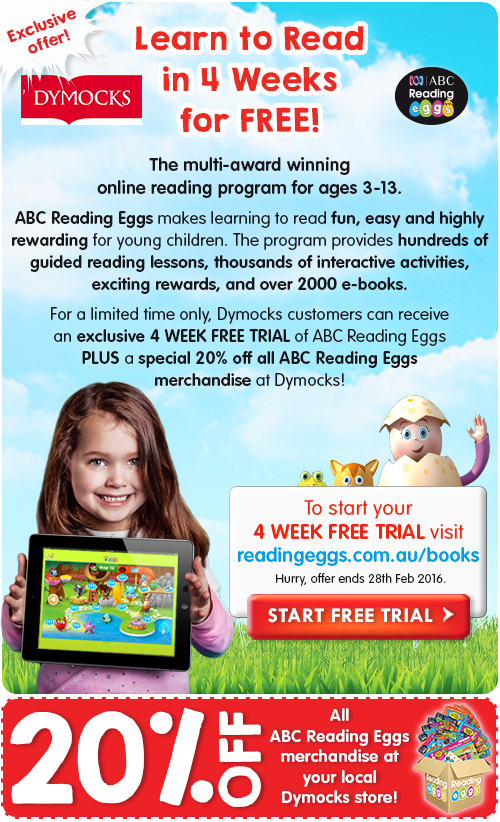 Exclusive
offer!
Learn to Read
in 4 Weeks
for FREE!
DYMOCKS
ABC
Reading
eggs
The multi-award winning
online reading program for ages 3-13.
ABC Reading Eggs makes learning to read fun, easy and highly
rewarding for young children. The program provides hundreds of
guided reading lessons, thousands of interactive activities,
exciting rewards, and over 2000 e-books.
For a limited time only, Dymocks customers can receive
an exclusive 4 WEEK FREE TRIAL of ABC Reading Eggs
PLUS a special 20% off all ABC Reading Eggs
merchandise at Dymocks!
Map 12
To start your
4 WEEK FREE TRIAL visit
readingeggs.com.au/books
Hurry, offer ends 28th Feb 2016.
START FREE TRIAL
20% OFF
All
ABC Reading Eggs
merchandise at
your local
Dymocks store!
Reading
eggs
Reading
eggs